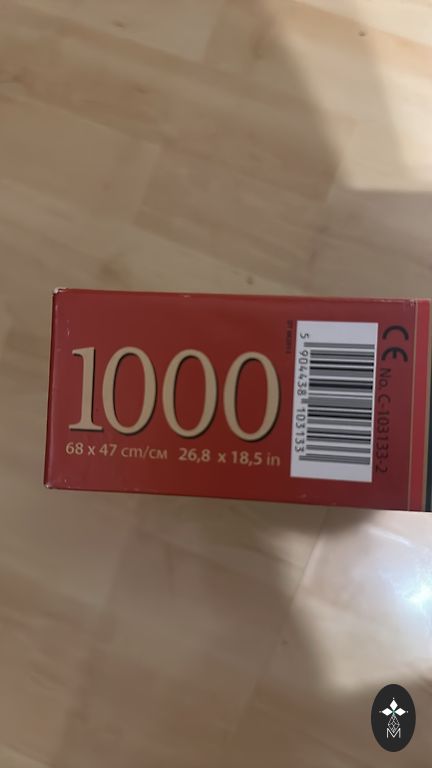 1000
68 x 47 cm/см 26,8 x 18,5 in
5 904438 103133
CE No. C-103133-2
M